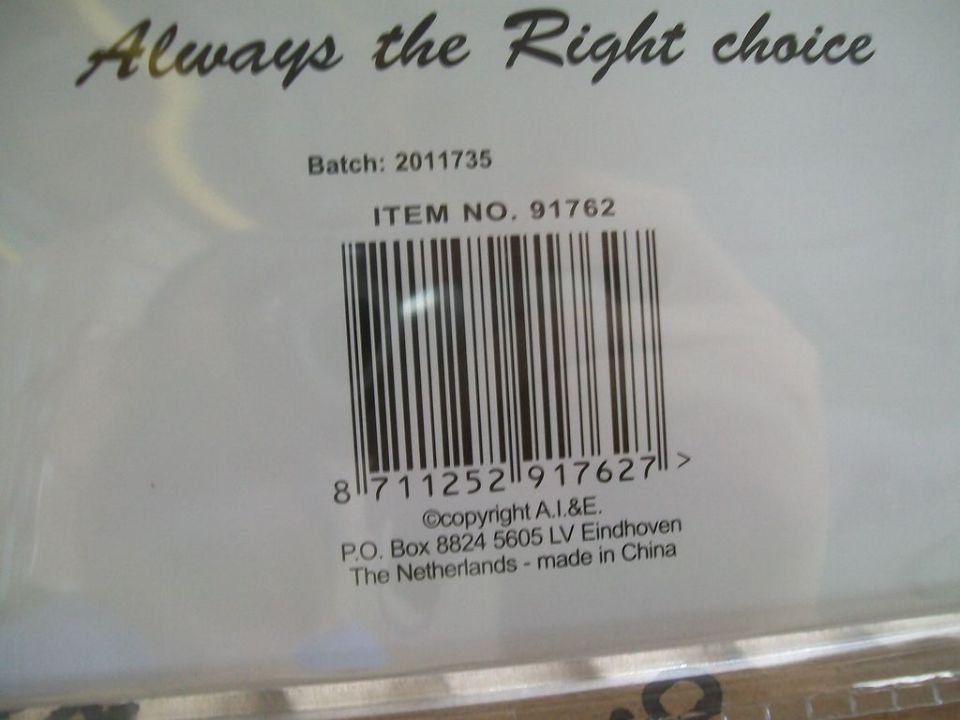 Always the Right choice
Batch: 2011735
ITEM NO. 91762
8 711252 917627 >
©copyright A.I.&E.
P.O. Box 8824 5605 LV Eindhoven
The Netherlands - made in China